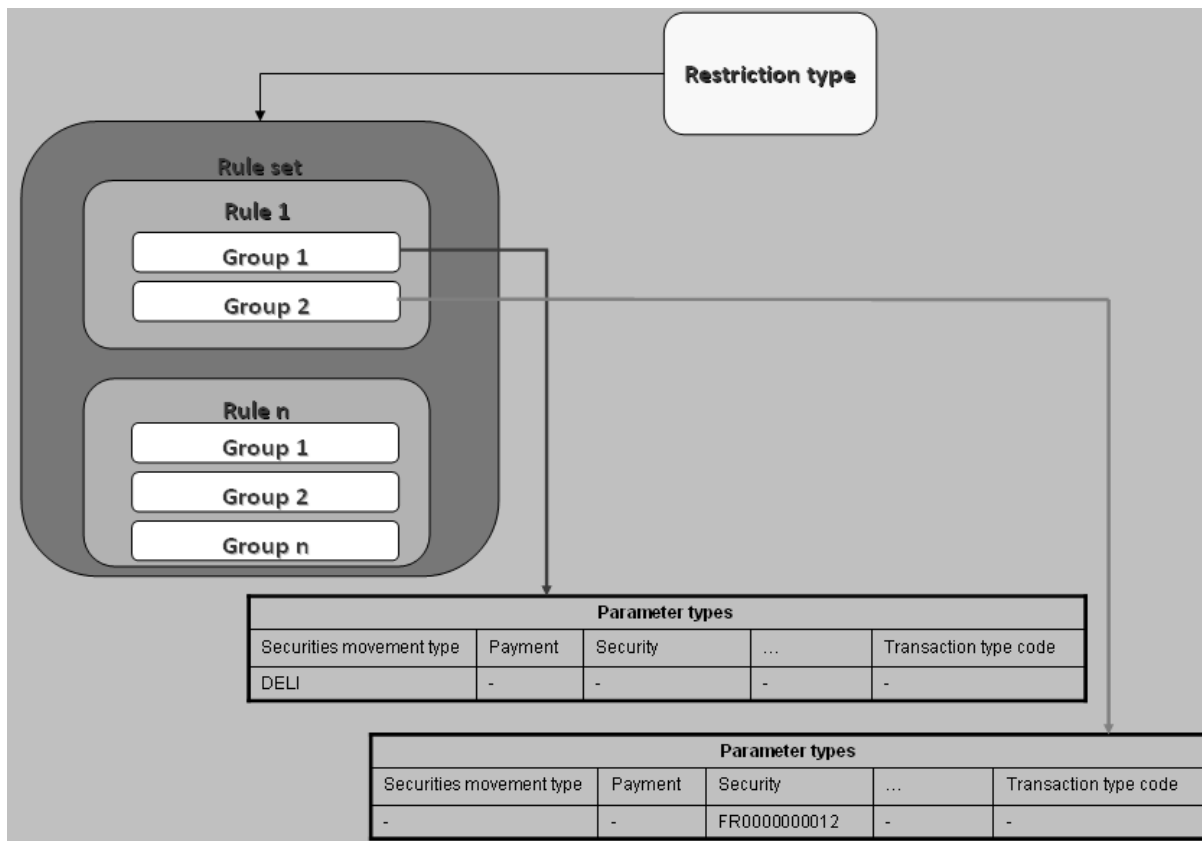 Restriction type
Rule set
Rule 1
Group 1
Group 2
Rule n
Group 1
Group 2
Group n
Parameter types
Securities movement type Payment Security ... Transaction type code
DELI - - - -
Parameter types
Securities movement type Payment Security ... Transaction type code
- - FR0000000012 - -